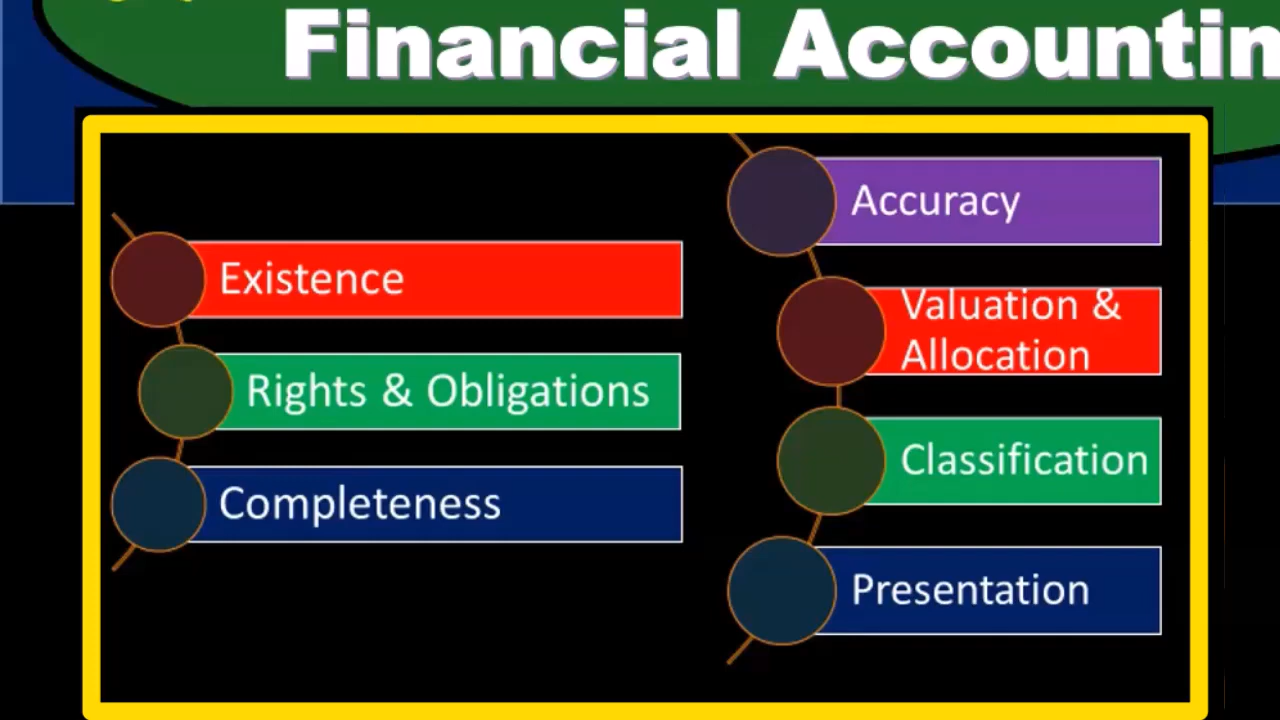 Financial Accountin
Existence
Rights & Obligations
Completeness
Accuracy
Valuation &
Allocation
Classification
Presentation